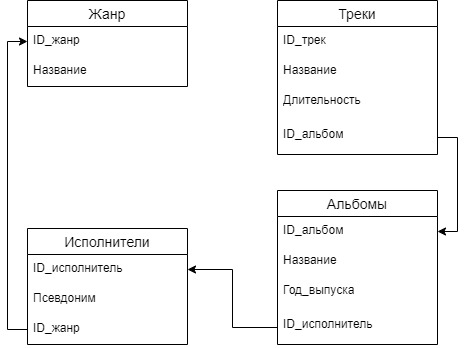 Жанр
ID_жанр
Название
Треки
ID_трек
Название
Длительность
ID_альбом
Исполнители
ID_исполнитель
Псевдоним
ID_жанр
Альбомы
ID_альбом
Название
Год_выпуска
ID_исполнитель